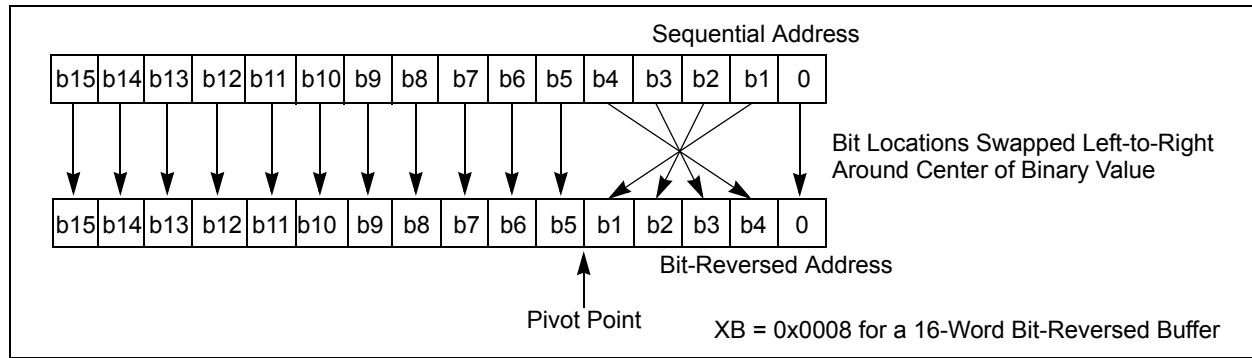 Sequential Address
b15 b14 b13 b12 b11 b10 b9 b8 b7 b6 b5 b4 b3 b2 b1 0
Bit Locations Swapped Left-to-Right
Around Center of Binary Value
b15 b14 b13 b12 b11 b10 b9 b8 b7 b6 b5 b1 b2 b3 b4 0
Bit-Reversed Address
Pivot Point
XB = 0x0008 for a 16-Word Bit-Reversed Buffer